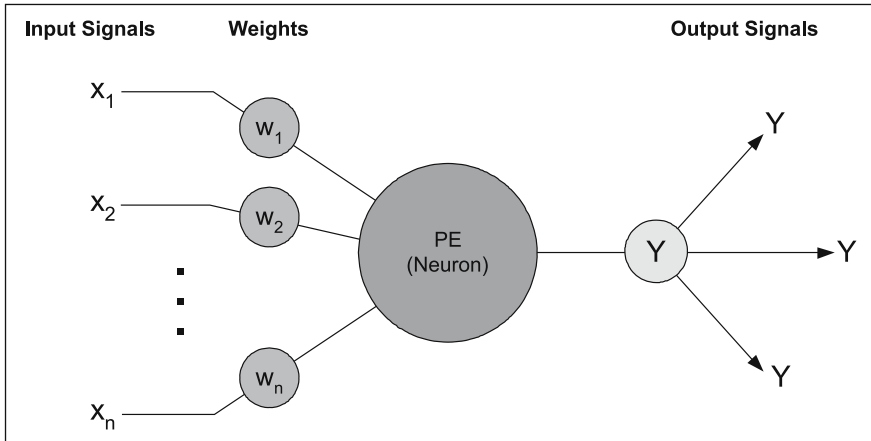 Input Signals Weights Output Signals
x₁
w₁
Y
x₂
w₂
PE
(Neuron)
Y
Y
wₙ
Y
xₙ